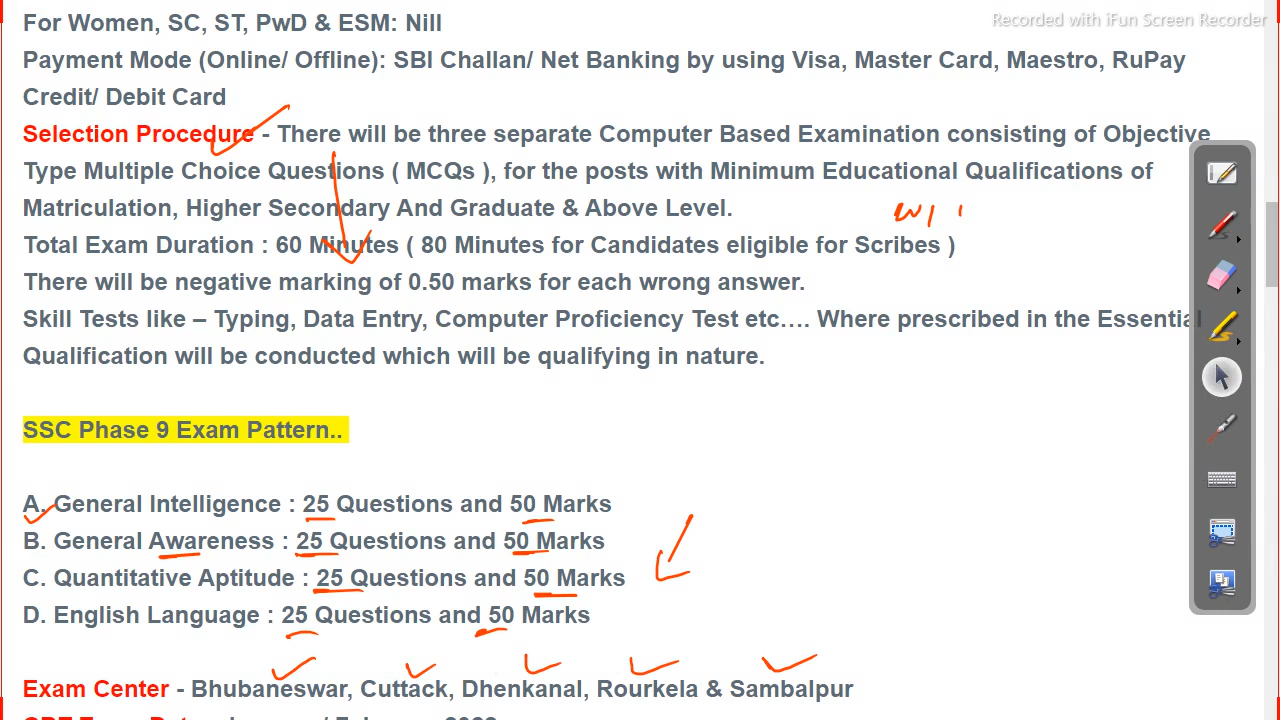 For Women, SC, ST, PwD & ESM: Nill
Recorded with iFun Screen Recorder
Payment Mode (Online/ Offline): SBI Challan/ Net Banking by using Visa, Master Card, Maestro, RuPay
Credit/ Debit Card
Selection Procedure - There will be three separate Computer Based Examination consisting of Objective
Type Multiple Choice Questions ( MCQs ), for the posts with Minimum Educational Qualifications of
Matriculation, Higher Secondary And Graduate & Above Level.
Total Exam Duration : 60 Minutes ( 80 Minutes for Candidates eligible for Scribes )
There will be negative marking of 0.50 marks for each wrong answer.
Skill Tests like – Typing, Data Entry, Computer Proficiency Test etc…. Where prescribed in the Essential
Qualification will be conducted which will be qualifying in nature.
SSC Phase 9 Exam Pattern..
A. General Intelligence : 25 Questions and 50 Marks
B. General Awareness : 25 Questions and 50 Marks
C. Quantitative Aptitude : 25 Questions and 50 Marks
D. English Language : 25 Questions and 50 Marks
Exam Center - Bhubaneswar, Cuttack, Dhenkanal, Rourkela & Sambalpur